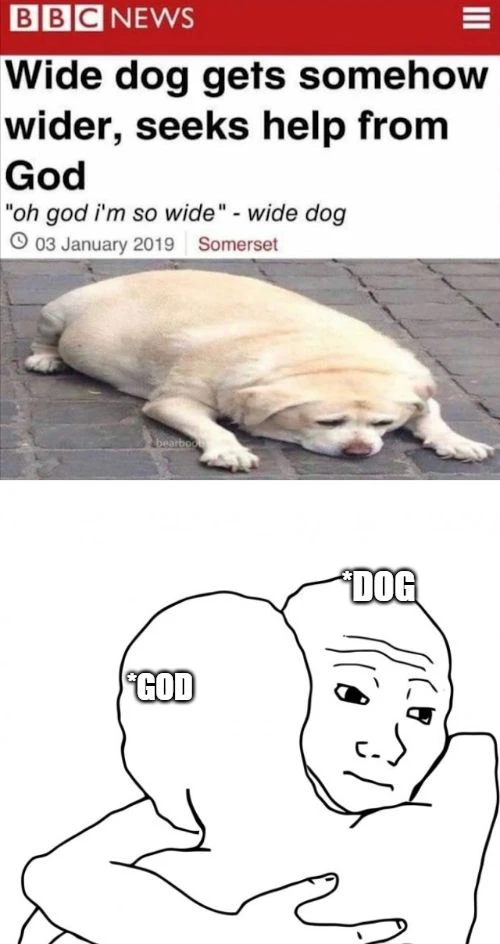 BBC NEWS
Wide dog gets somehow
wider, seeks help from
God
"oh god i'm so wide" - wide dog
03 January 2019 Somerset
bearboob
*DOG
*GOD